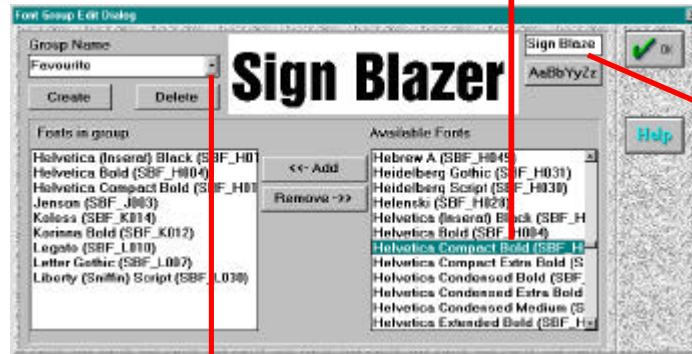 Font Group Edit Dialog
Group Name
Favourite
Create Delete
Sign Blazer
Sign Blaze
AaBbYyZz
OK
Help
Fonts in group
Helvetica (Inserat) Black (SBF_H01
Helvetica Bold (SBF_H004)
Helvetica Compact Bold (SBF_H01
Jenson (SBF_J003)
Koloss (SBF_K014)
Korinna Bold (SBF_K012)
Legato (SBF_L010)
Letter Gothic (SBF_L007)
Liberty (Sniffin) Script (SBF_L030)
<<- Add
Remove ->>
Available Fonts
Hebrew A (SBF_H045)
Heidelberg Gothic (SBF_H031)
Heidelberg Script (SBF_H030)
Helenski (SBF_H028)
Helvetica (Inserat) Black (SBF_H
Helvetica Bold (SBF_H004)
Helvetica Compact Bold (SBF_H
Helvetica Compact Extra Bold (S
Helvetica Condensed Bold (SBF_
Helvetica Condensed Extra Bold
Helvetica Condensed Medium (S
Helvetica Extended Bold (SBF_H